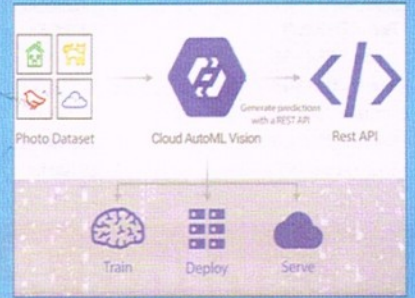 Photo Dataset
Cloud AutoML Vision
Generate predictions
with a REST API
Rest API
Train
Deploy
Serve